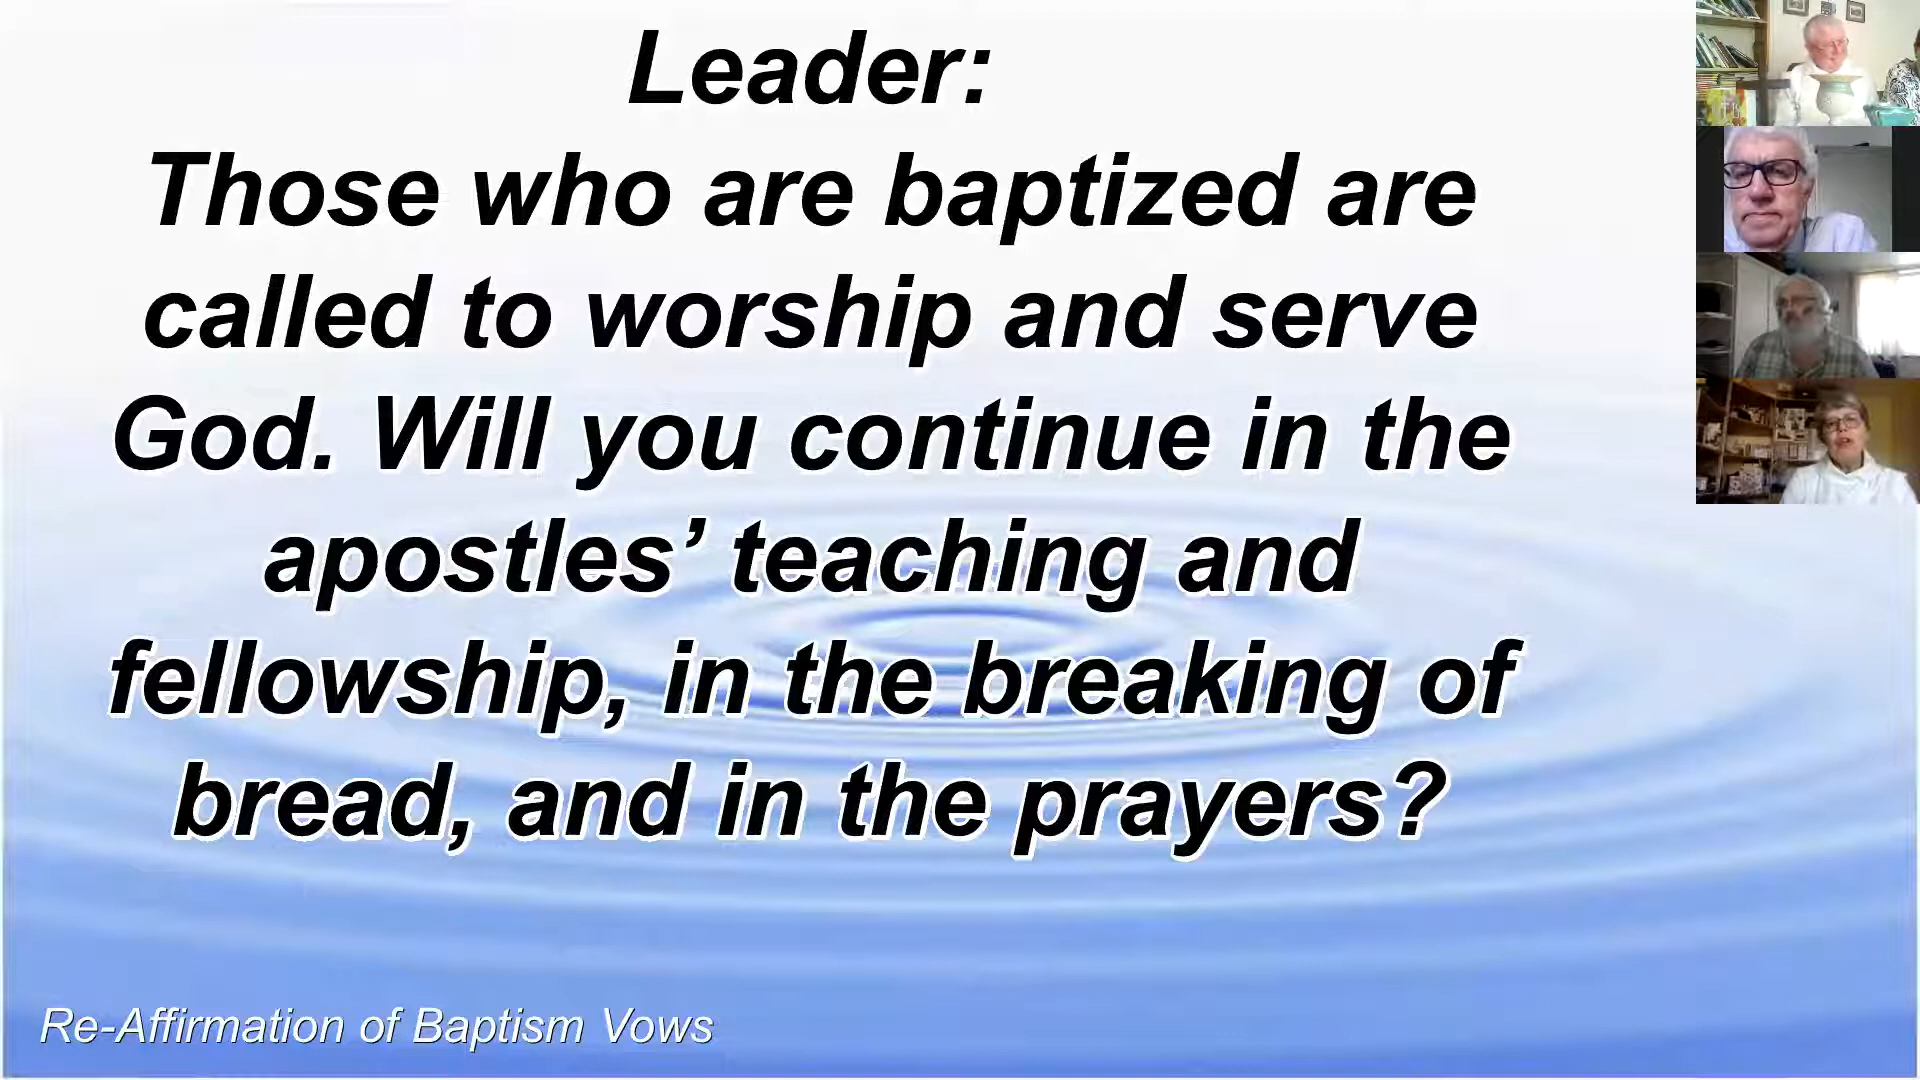 Leader:
Those who are baptized are
called to worship and serve
God. Will you continue in the
apostles’ teaching and
fellowship, in the breaking of
bread, and in the prayers?
Re-Affirmation of Baptism Vows